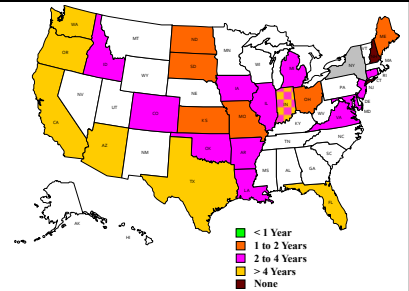 WA
MT
ND
MN
VT
ME
OR
ID
SD
WI
MI
NY
MA
CT
WY
IA
PA
NJ
NV
NE
IL
IN
OH
DE
MD
UT
CO
KS
MO
WV
VA
KY
CA
OK
AR
TN
NC
AZ
NM
SC
MS
AL
GA
TX
LA
FL
AK
HI
< 1 Year
1 to 2 Years
2 to 4 Years
> 4 Years
None